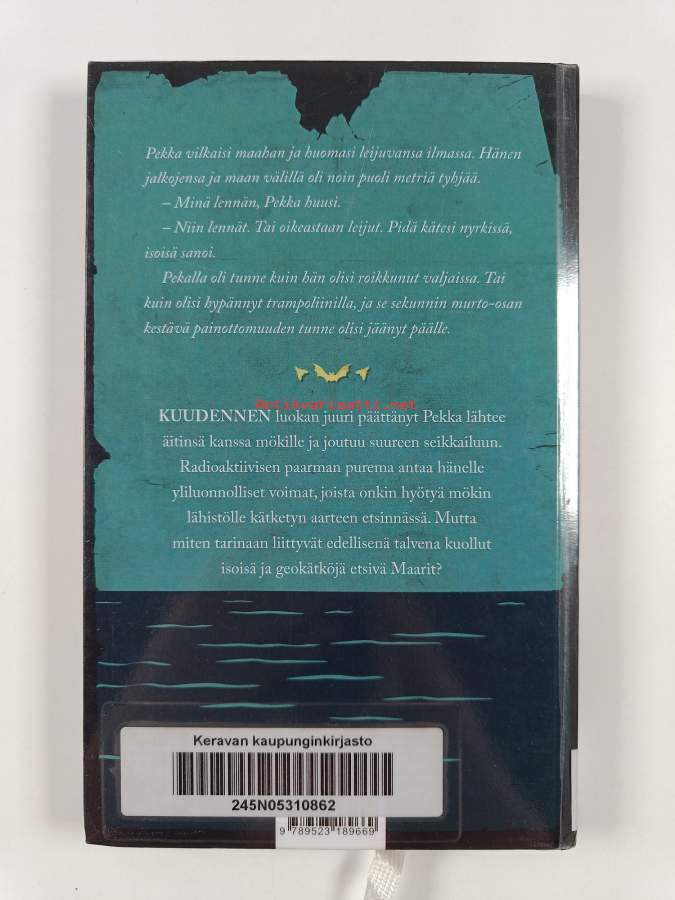 Pekka vilkaisi maahan ja huomasi leijuvansa ilmassa. Hänen
jalkojensa ja maan välillä oli noin puoli metriä tyhjää.
– Minä lennän, Pekka huusi.
– Niin lennät. Tai oikeastaan leijut. Pidä kätesi nyrkissä,
isoisä sanoi.
Pekalla oli tunne kuin hän olisi roikkunut valjaissa. Tai
kuin olisi hypännyt trampoliinilla, ja se sekunnin murto-osan
kestävä painottomuuden tunne olisi jäänyt päälle.
Antikvariaatti.net
KUUDENNEN luokan juuri päättänyt Pekka lähtee
äitinsä kanssa mökille ja joutuu suureen seikkailuun.
Radioaktiivisen paarman purema antaa hänelle
yliluonnolliset voimat, joista onkin hyötyä mökin
lähistölle kätketyn aarteen etsinnässä. Mutta
miten tarinaan liittyvät edellisenä talvena kuollut
isoisä ja geokätköjä etsivä Maarit?
Keravan kaupunginkirjasto
245N05310862
9 789523 189669